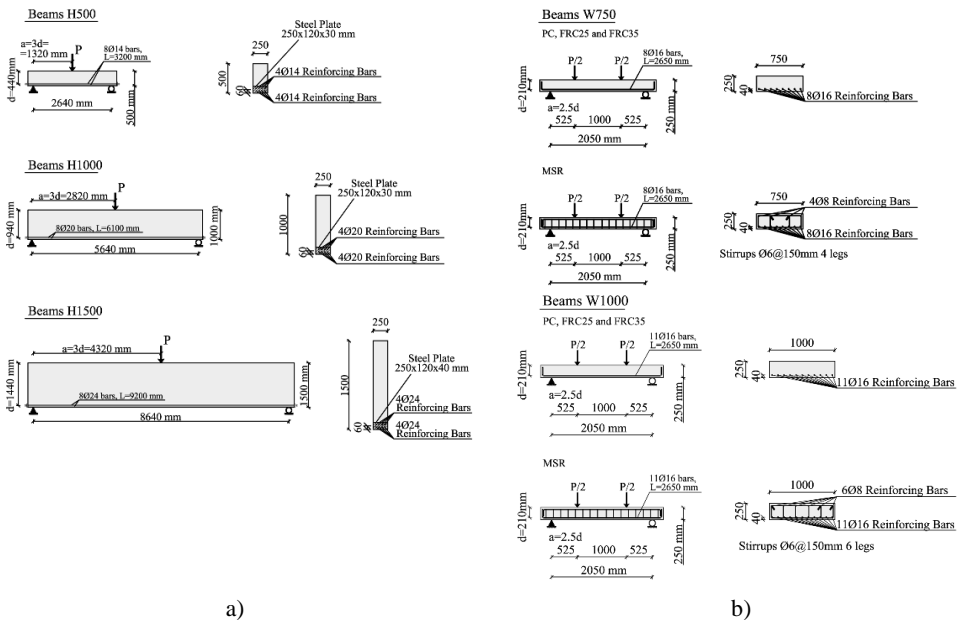 Beams H500
a=3d=
=1320 mm
P
8Ø14 bars,
L=3200 mm
d=440mm
2640 mm
500 mm
250
Steel Plate
250x120x30 mm
500
60
4Ø14 Reinforcing Bars
4Ø14 Reinforcing Bars
Beams H1000
a=3d=2820 mm
P
d=940 mm
8Ø20 bars, L=6100 mm
5640 mm
1000 mm
250
Steel Plate
250x120x30 mm
1000
60
4Ø20 Reinforcing Bars
4Ø20 Reinforcing Bars
Beams H1500
a=3d=4320 mm
P
d=1440 mm
8Ø24 bars, L=9200 mm
8640 mm
1500 mm
250
Steel Plate
250x120x40 mm
1500
60
4Ø24
Reinforcing Bars
4Ø24
Reinforcing Bars
a)
Beams W750
PC, FRC25 and FRC35
P/2
P/2
8Ø16 bars,
L=2650 mm
d=210mm
a=2.5d
525
1000
525
2050 mm
250 mm
750
250
40
8Ø16 Reinforcing Bars
MSR
P/2
P/2
8Ø16 bars,
L=2650 mm
d=210mm
a=2.5d
525
1000
525
2050 mm
250 mm
750
250
40
4Ø8 Reinforcing Bars
8Ø16 Reinforcing Bars
Stirrups Ø6@150mm 4 legs
Beams W1000
PC, FRC25 and FRC35
P/2
P/2
11Ø16 bars,
L=2650 mm
d=210mm
a=2.5d
525
1000
525
2050 mm
250 mm
1000
250
40
11Ø16 Reinforcing Bars
MSR
P/2
P/2
11Ø16 bars,
L=2650 mm
d=210mm
a=2.5d
525
1000
525
2050 mm
250 mm
1000
250
40
6Ø8 Reinforcing Bars
11Ø16 Reinforcing Bars
Stirrups Ø6@150mm 6 legs
b)